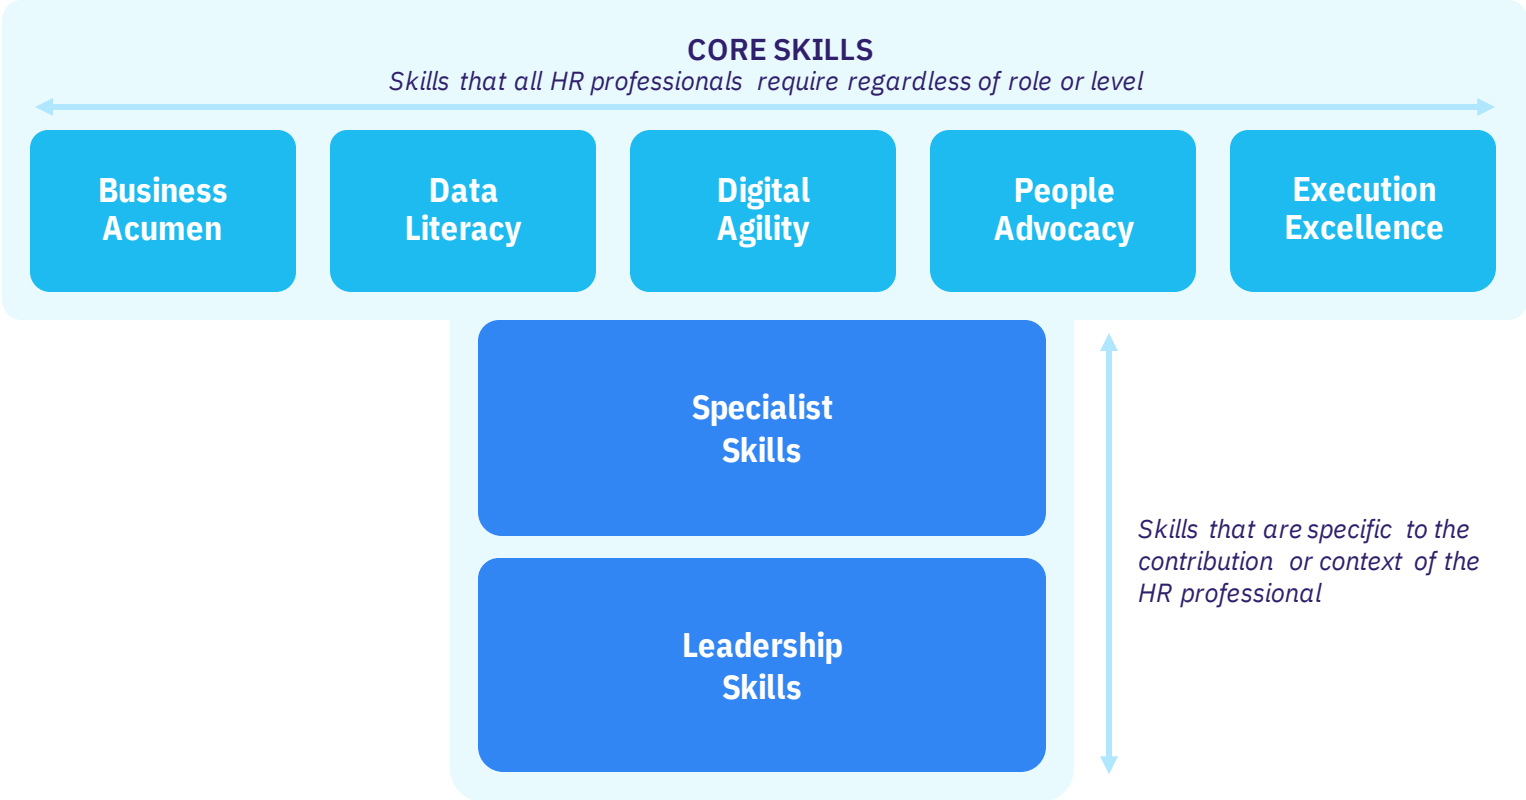 CORE SKILLS
Skills that all HR professionals require regardless of role or level
Business
Acumen
Data
Literacy
Digital
Agility
People
Advocacy
Execution
Excellence
Specialist
Skills
Skills that are specific to the
contribution or context of the
HR professional
Leadership
Skills